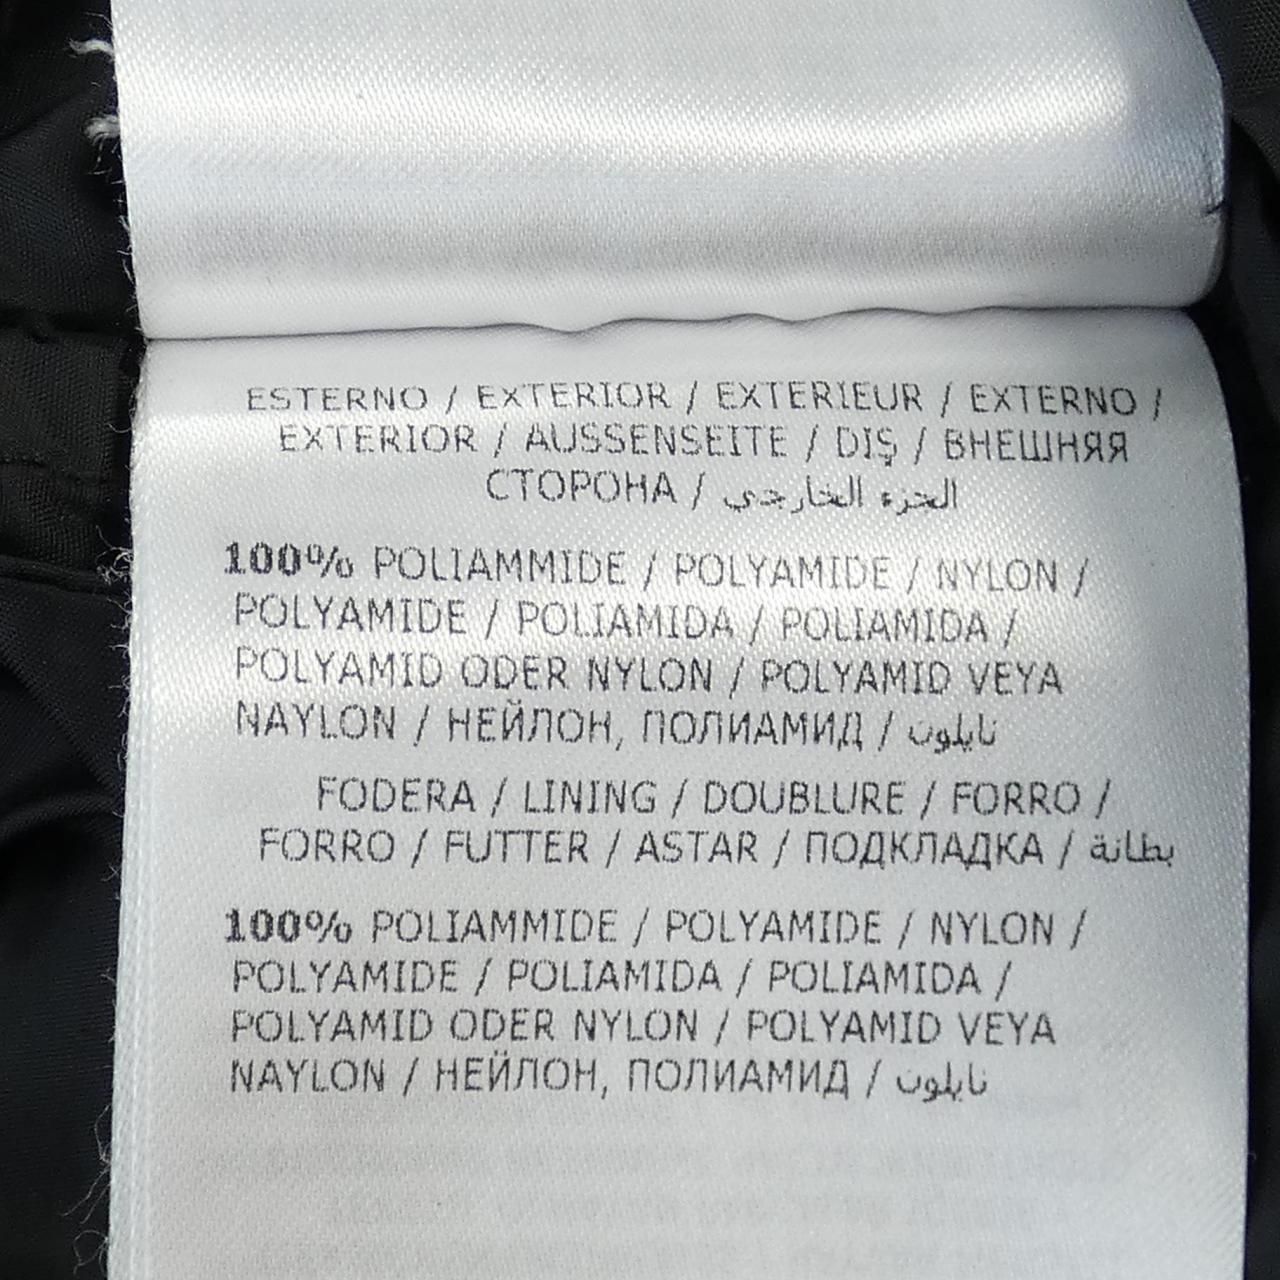 ESTERNO / EXTERIOR / EXTERIEUR / EXTERNO /
EXTERIOR / AUSSENSEITE / DIŞ / ВНЕШНЯЯ
СТОРОНА / الجزء الخارجي
100% POLIAMMIDE / POLYAMIDE / NYLON /
POLYAMIDE / POLIAMIDA / POLIAMIDA /
POLYAMID ODER NYLON / POLYAMID VEYA
NAYLON / НЕЙЛОН, ПОЛИАМИД / نايلون
FODERA / LINING / DOUBLURE / FORRO /
FORRO / FUTTER / ASTAR / ПОДКЛАДКА / بطانة
100% POLIAMMIDE / POLYAMIDE / NYLON /
POLYAMIDE / POLIAMIDA / POLIAMIDA /
POLYAMID ODER NYLON / POLYAMID VEYA
NAYLON / НЕЙЛОН, ПОЛИАМИД / نايلون